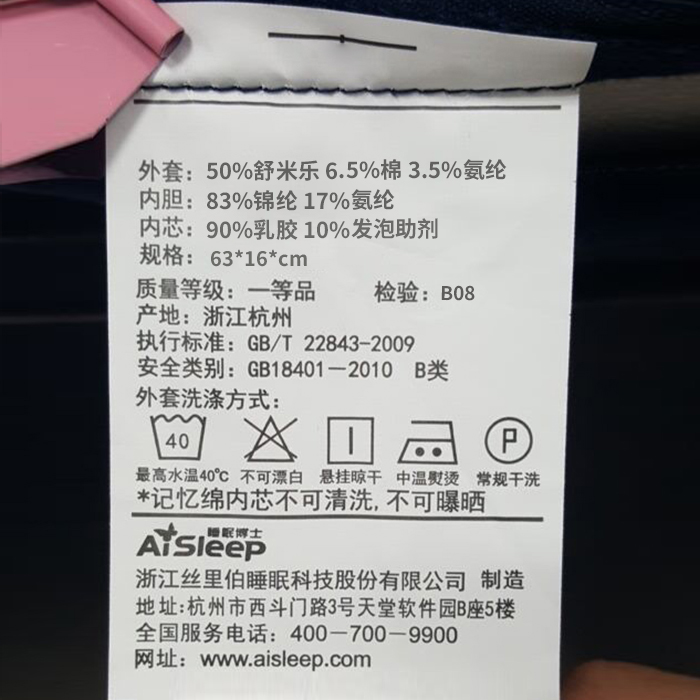 外套：50%舒米乐 6.5%棉 3.5%氨纶
内胆：83%锦纶 17%氨纶
内芯：90%乳胶 10%发泡助剂
规格：63*16*cm
质量等级：一等品 检验：B08
产地：浙江杭州
执行标准：GB/T 22843-2009
安全类别：GB18401－2010 B类
外套洗涤方式：
40 P
最高水温40℃ 不可漂白 悬挂晾干 中温熨烫 常规干洗
*记忆绵内芯不可清洗,不可曝晒
睡眠博士
AiSleep
浙江丝里伯睡眠科技股份有限公司 制造
地址:杭州市西斗门路3号天堂软件园B座5楼
全国服务电话：400－700－9900
网址：www.aisleep.com